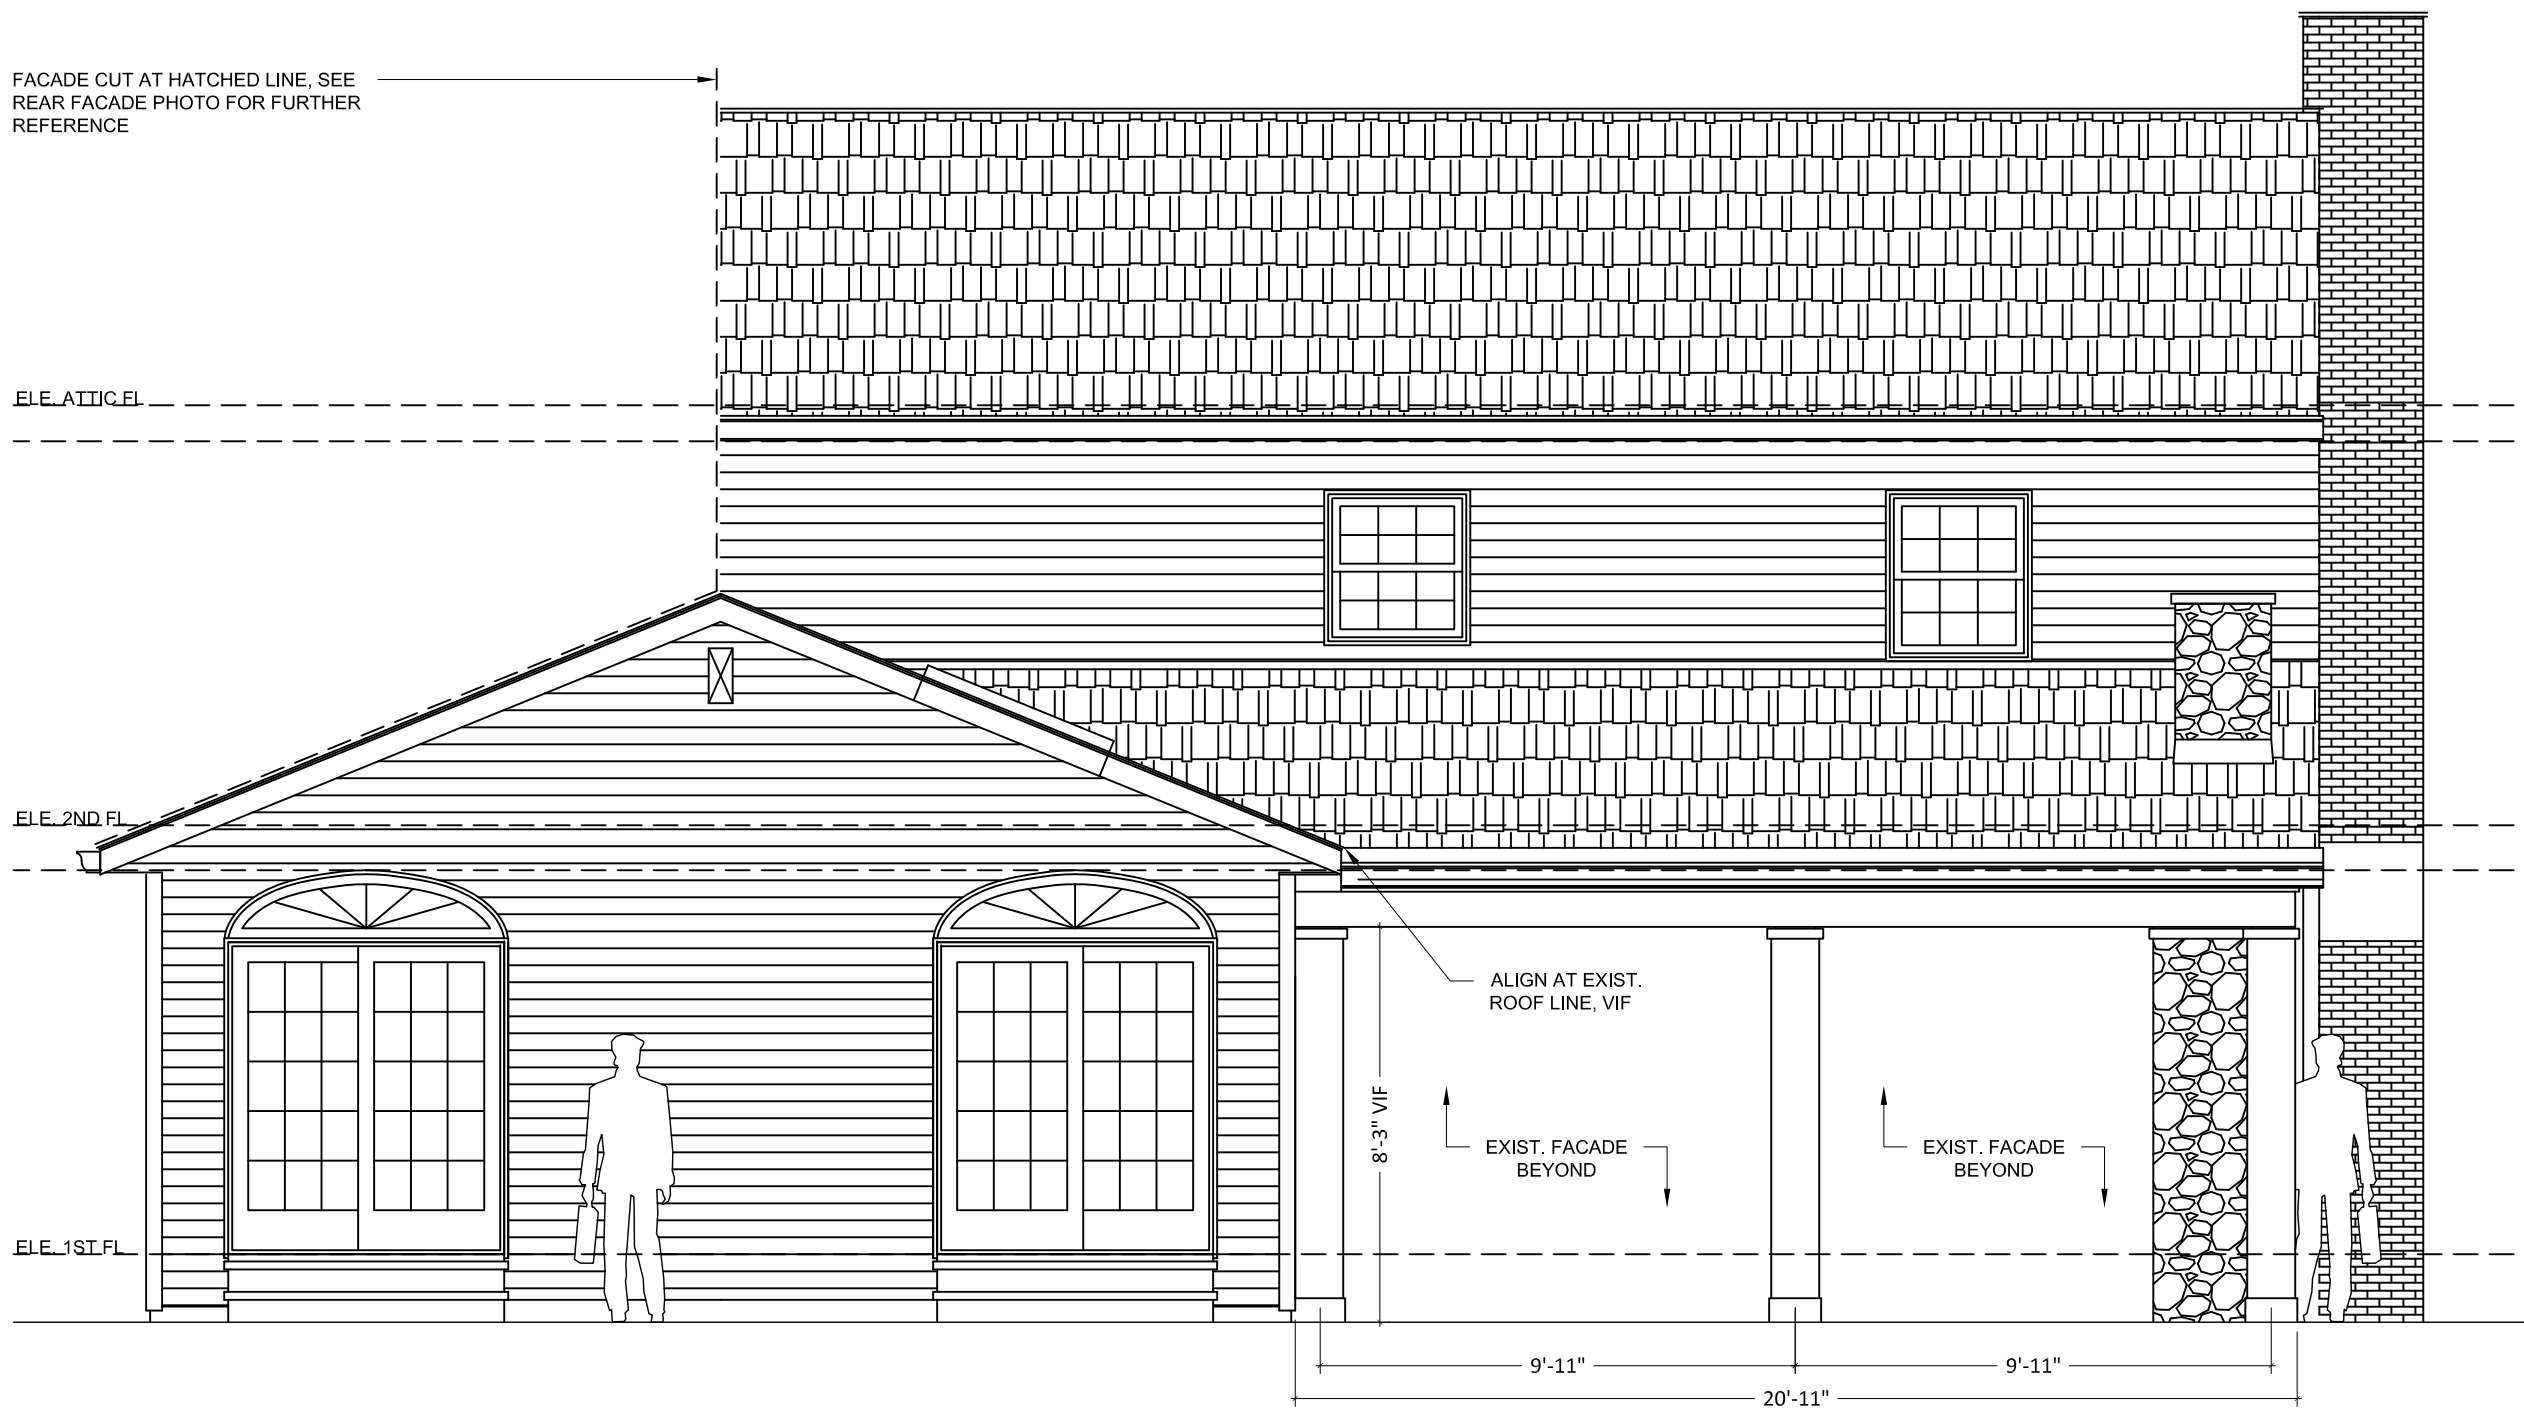 FACADE CUT AT HATCHED LINE, SEE
REAR FACADE PHOTO FOR FURTHER
REFERENCE
ELE. ATTIC FL
ELE. 2ND FL
ALIGN AT EXIST.
ROOF LINE, VIF
8'-3" VIF
EXIST. FACADE
BEYOND
EXIST. FACADE
BEYOND
ELE. 1ST FL
9'-11"
9'-11"
20'-11"